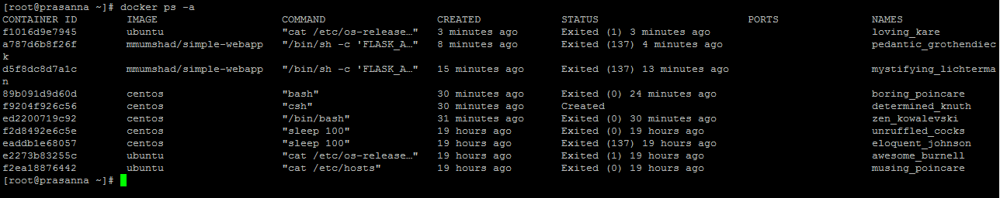 [root@prasanna ~]# docker ps -a
CONTAINER ID        IMAGE                    COMMAND                  CREATED             STATUS                        PORTS               NAMES
f1016d9e7945        ubuntu                   "cat /etc/os-release…"   3 minutes ago       Exited (1) 3 minutes ago                          loving_kare
a787d6b8f26f        mmumshad/simple-webapp   "/bin/sh -c 'FLASK_A…"   8 minutes ago       Exited (137) 4 minutes ago                        pedantic_grothendiec
k
d5f8dc8d7a1c        mmumshad/simple-webapp   "/bin/sh -c 'FLASK_A…"   15 minutes ago      Exited (137) 13 minutes ago                       mystifying_lichterma
n
89b091d9d60d        centos                   "bash"                   30 minutes ago      Exited (0) 24 minutes ago                         boring_poincare
f9204f926c56        centos                   "csh"                    30 minutes ago      Created                                           determined_knuth
ed2200719c92        centos                   "/bin/bash"              31 minutes ago      Exited (0) 30 minutes ago                         zen_kowalevski
f2d8492e6c5e        centos                   "sleep 100"              19 hours ago        Exited (0) 19 hours ago                           unruffled_cocks
eaddb1e68057        centos                   "sleep 100"              19 hours ago        Exited (137) 19 hours ago                         eloquent_johnson
e2273b83255c        ubuntu                   "cat /etc/os-release…"   19 hours ago        Exited (1) 19 hours ago                           awesome_burnell
f2ea18876442        ubuntu                   "cat /etc/hosts"         19 hours ago        Exited (0) 19 hours ago                           musing_poincare
[root@prasanna ~]#